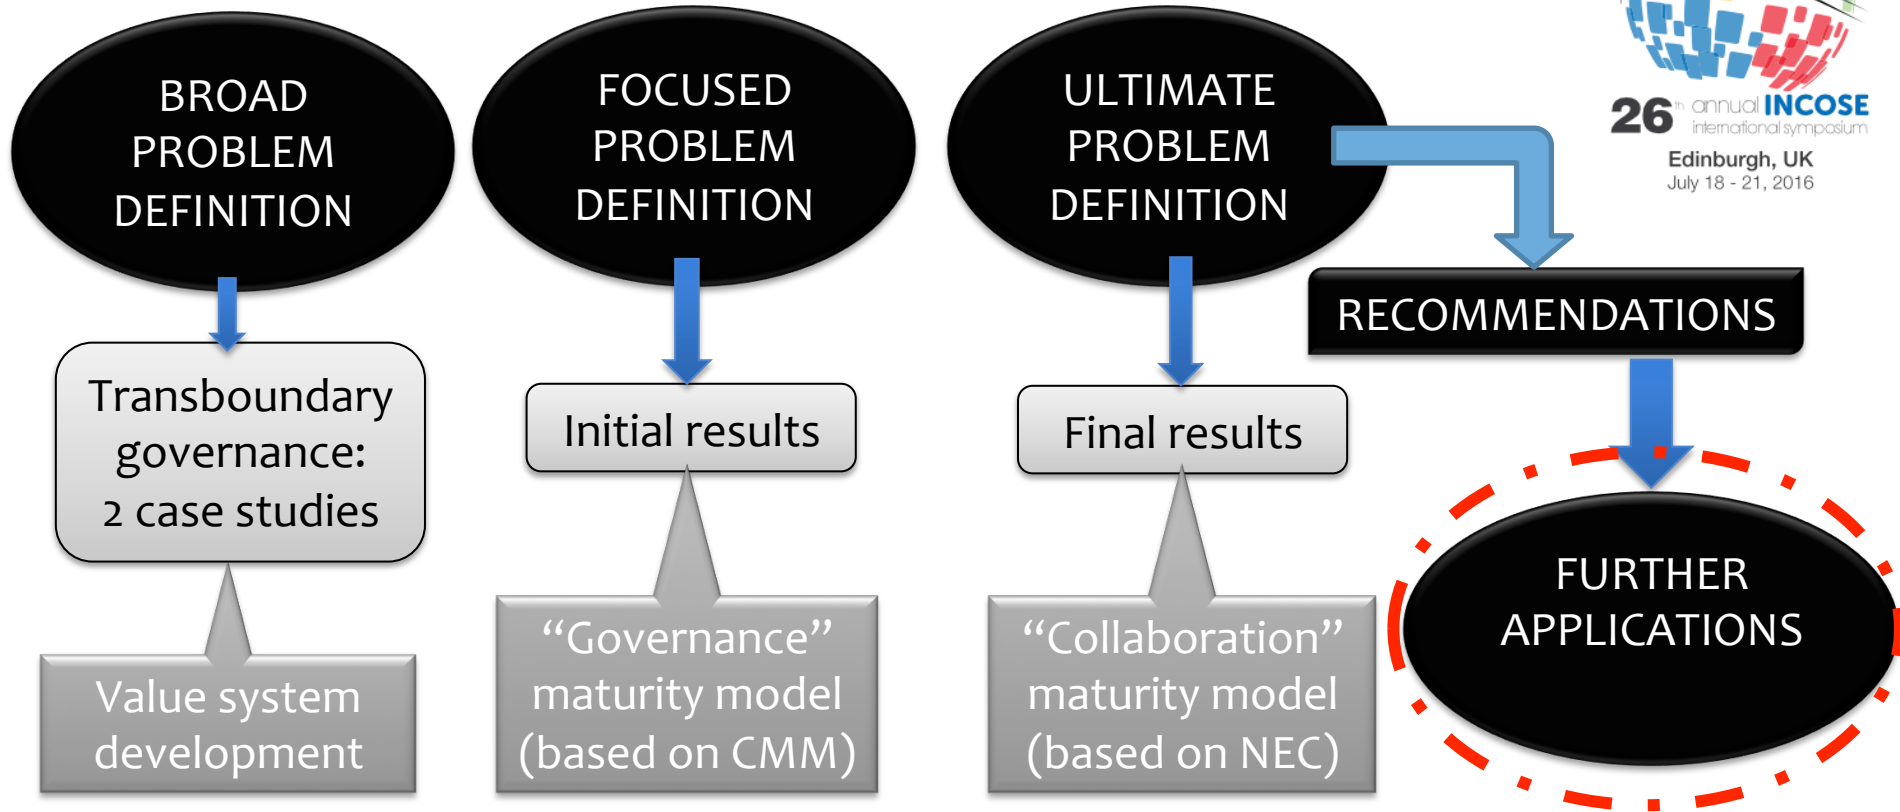 BROAD
PROBLEM
DEFINITION
FOCUSED
PROBLEM
DEFINITION
ULTIMATE
PROBLEM
DEFINITION
26th annual INCOSE
international symposium
Edinburgh, UK
July 18 - 21, 2016
RECOMMENDATIONS
Transboundary
governance:
2 case studies
Initial results
Final results
FURTHER
APPLICATIONS
Value system
development
“Governance”
maturity model
(based on CMM)
“Collaboration”
maturity model
(based on NEC)